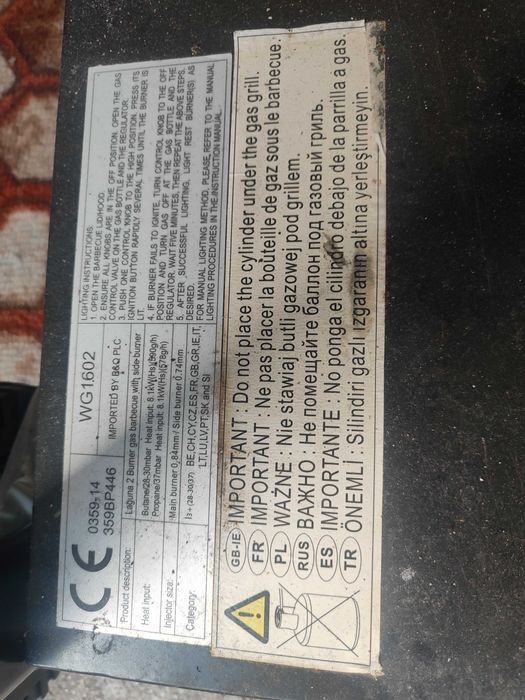 CE
0359-14
359BP446
WG1602
IMPORTED BY B&Q PLC
Product description: Laguna 2 Burner gas barbecue with side burner
Heat input: Butane/28-30mbar Heat input: 8.1kW(Hs)(590g/h)
Propane/37mbar Heat input: 8.1kW(Hs)(578g/h)
Injector size: Main burner 0.84mm / Side burner 0.74mm
Category: I3+(28-30/37) BE,CH,CY,CZ,ES,FR,GB,GR,IE,IT,
LT,LU,LV,PT,SK and SI
LIGHTING INSTRUCTIONS:
1. OPEN THE BARBECUE LID/HOOD.
2. ENSURE ALL KNOBS ARE IN THE OFF POSITION. OPEN THE GAS
CONTROL VALVE ON THE GAS BOTTLE AND THE REGULATOR.
3. PUSH ONE CONTROL KNOB TO THE HIGH POSITION. PRESS ITS
IGNITION BUTTON RAPIDLY SEVERAL TIMES UNTIL THE BURNER IS
LIT.
4. IF BURNER FAILS TO IGNITE, TURN CONTROL KNOB TO THE OFF
POSITION AND TURN GAS OFF AT THE GAS BOTTLE AND THE
REGULATOR. WAIT FIVE MINUTES, THEN REPEAT THE ABOVE STEPS.
5. AFTER SUCCESSFUL LIGHTING, LIGHT REST BURNER(S) AS
DESIRED.
FOR MANUAL LIGHTING METHOD, PLEASE REFER TO THE MANUAL
LIGHTING PROCEDURES IN THE INSTRUCTION MANUAL.
GB-IE IMPORTANT : Do not place the cylinder under the gas grill.
FR IMPORTANT : Ne pas placer la bouteille de gaz sous le barbecue.
PL WAŻNE : Nie stawiaj butli gazowej pod grillem.
RUS ВАЖНО : Не помещайте баллон под газовый гриль.
ES IMPORTANTE : No ponga el cilindro debajo de la parrilla a gas.
TR ÖNEMLİ : Silindiri gazlı ızgaranın altına yerleştirmeyin.